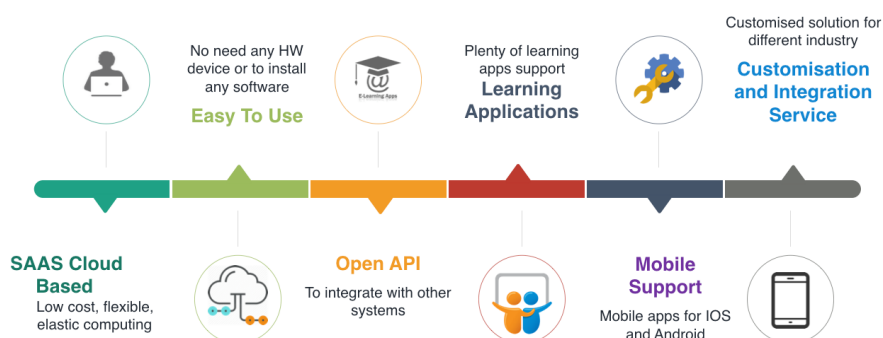 No need any HW
device or to install
any software
Easy To Use
E-Learning Apps
Plenty of learning
apps support
Learning
Applications
Customised solution for
different industry
Customisation
and Integration
Service
SAAS Cloud
Based
Low cost, flexible,
elastic computing
Open API
To integrate with other
systems
Mobile
Support
Mobile apps for IOS
and Android